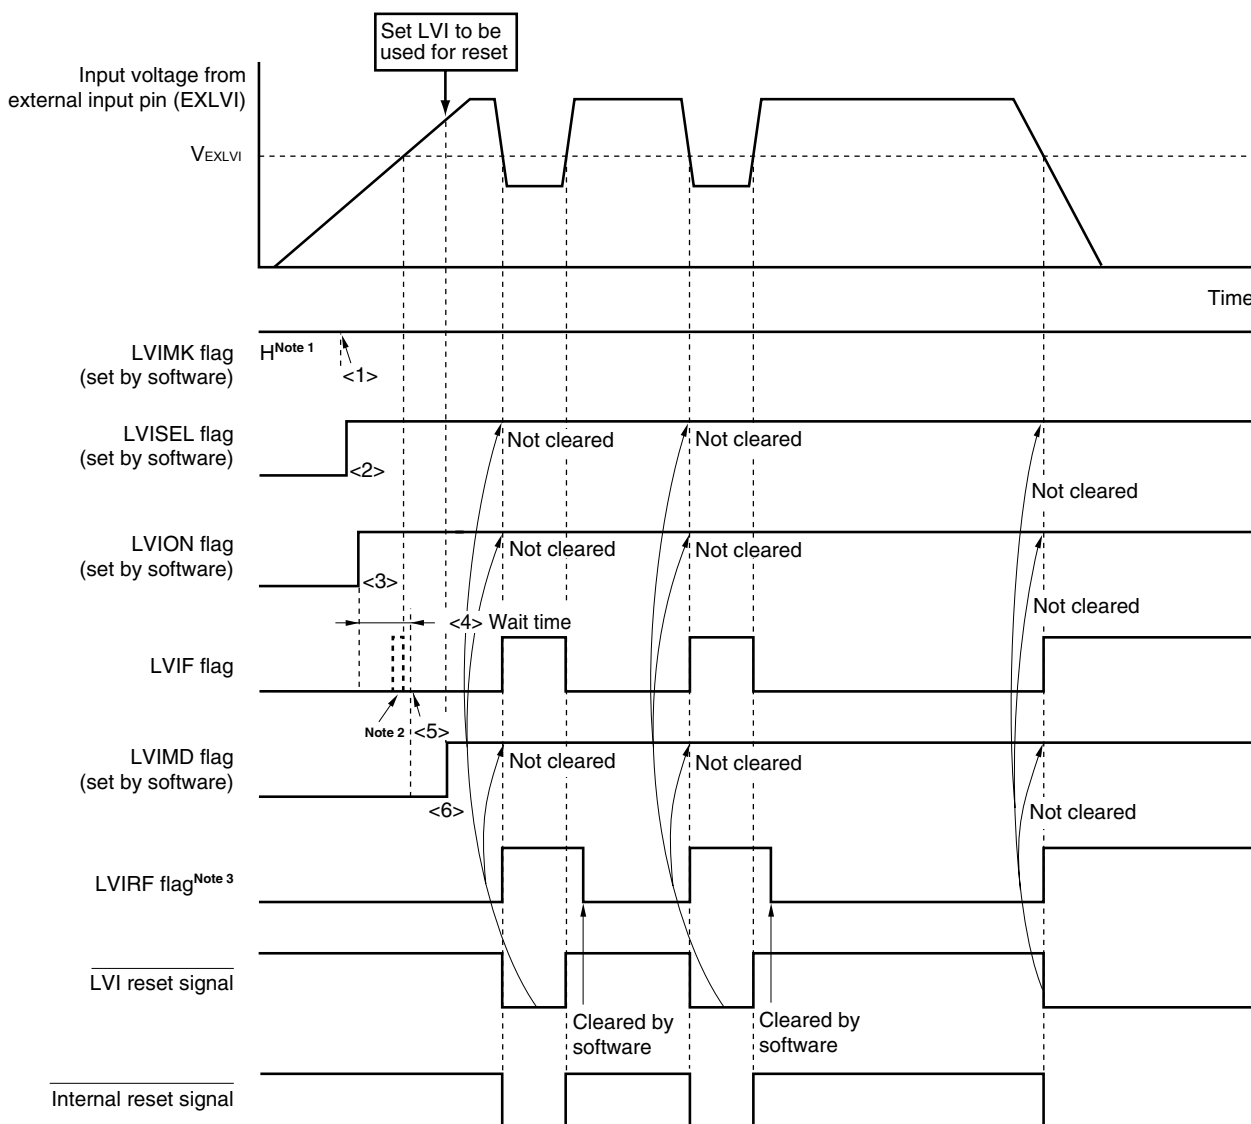 Set LVI to be
used for reset
Input voltage from
external input pin (EXLVI)
VEXLVI
Time
LVIMK flag
(set by software)
HNote 1
<1>
LVISEL flag
(set by software)
<2>
Not cleared
Not cleared
Not cleared
LVION flag
(set by software)
<3>
Not cleared
Not cleared
Not cleared
<4> Wait time
LVIF flag
Note 2
<5>
LVIMD flag
(set by software)
<6>
Not cleared
Not cleared
Not cleared
LVIRF flagNote 3
LVI reset signal
Cleared by
software
Cleared by
software
Internal reset signal